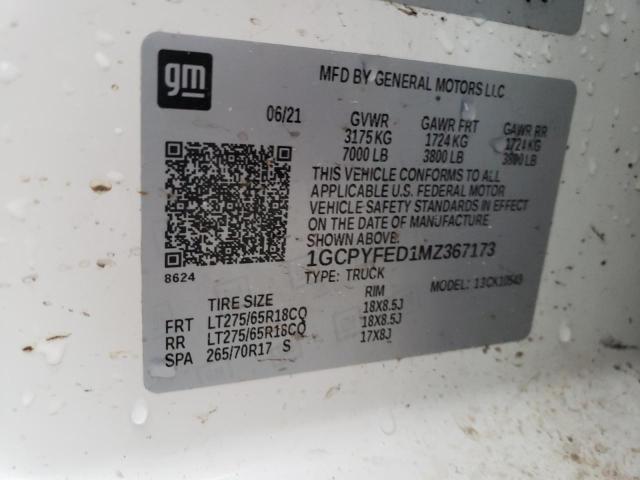 gm
MFD BY GENERAL MOTORS LLC
06/21 GVWR GAWR FRT GAWR RR
3175 KG 1724 KG 1724 KG
7000 LB 3800 LB 3800 LB
THIS VEHICLE CONFORMS TO ALL
APPLICABLE U.S. FEDERAL MOTOR
VEHICLE SAFETY STANDARDS IN EFFECT
ON THE DATE OF MANUFACTURE
SHOWN ABOVE.
1GCPYFED1MZ367173
8624
TYPE: TRUCK MODEL: 13CK10543
TIRE SIZE RIM
FRT LT275/65R18CQ 18X8.5J
RR LT275/65R18CQ 18X8.5J
SPA 265/70R17 S 17X8J